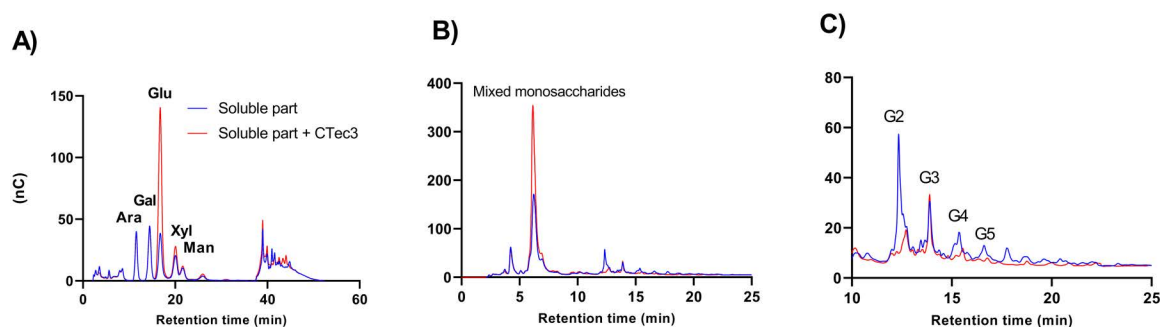 A)
150
100
50
0
(nC)
Glu
Gal
Ara
Xyl
Man
Soluble part
Soluble part + CTec3
0
20
40
60
Retention time (min)
B)
400
300
200
100
0
Mixed monosaccharides
0
5
10
15
20
25
Retention time (min)
C)
80
60
40
20
0
G2
G3
G4
G5
10
15
20
25
Retention time (min)